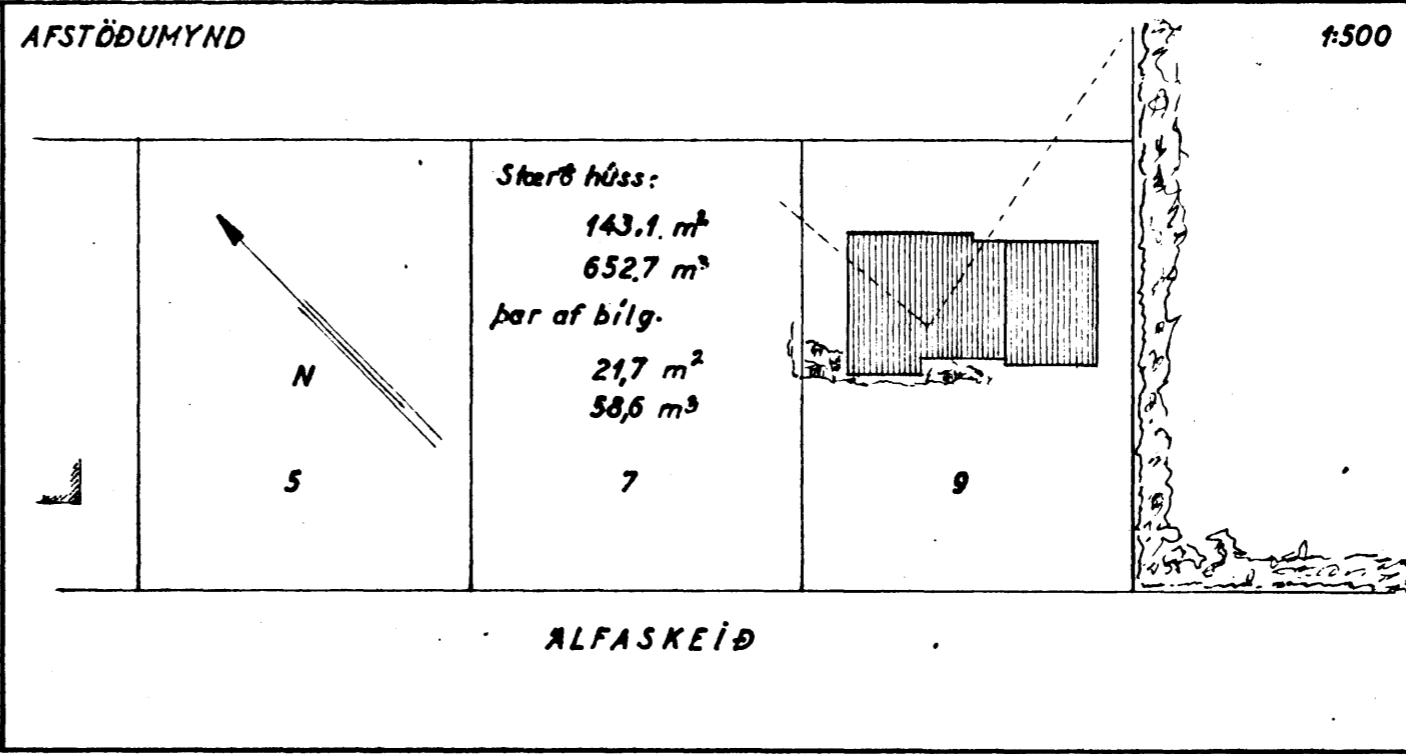 AFSTÖÐUMYND
1:500
Stærð húss:
143.1. m²
652.7 m³
þar af bílg.
21,7 m²
58,6 m³
N
5
7
9
ALFASKEIÐ